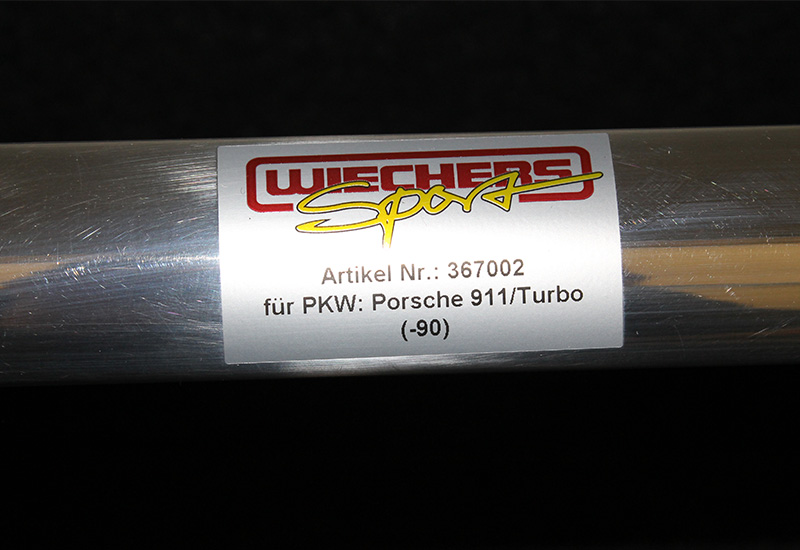 WIECHERS
Sport
Artikel Nr.: 367002
für PKW: Porsche 911/Turbo
(-90)